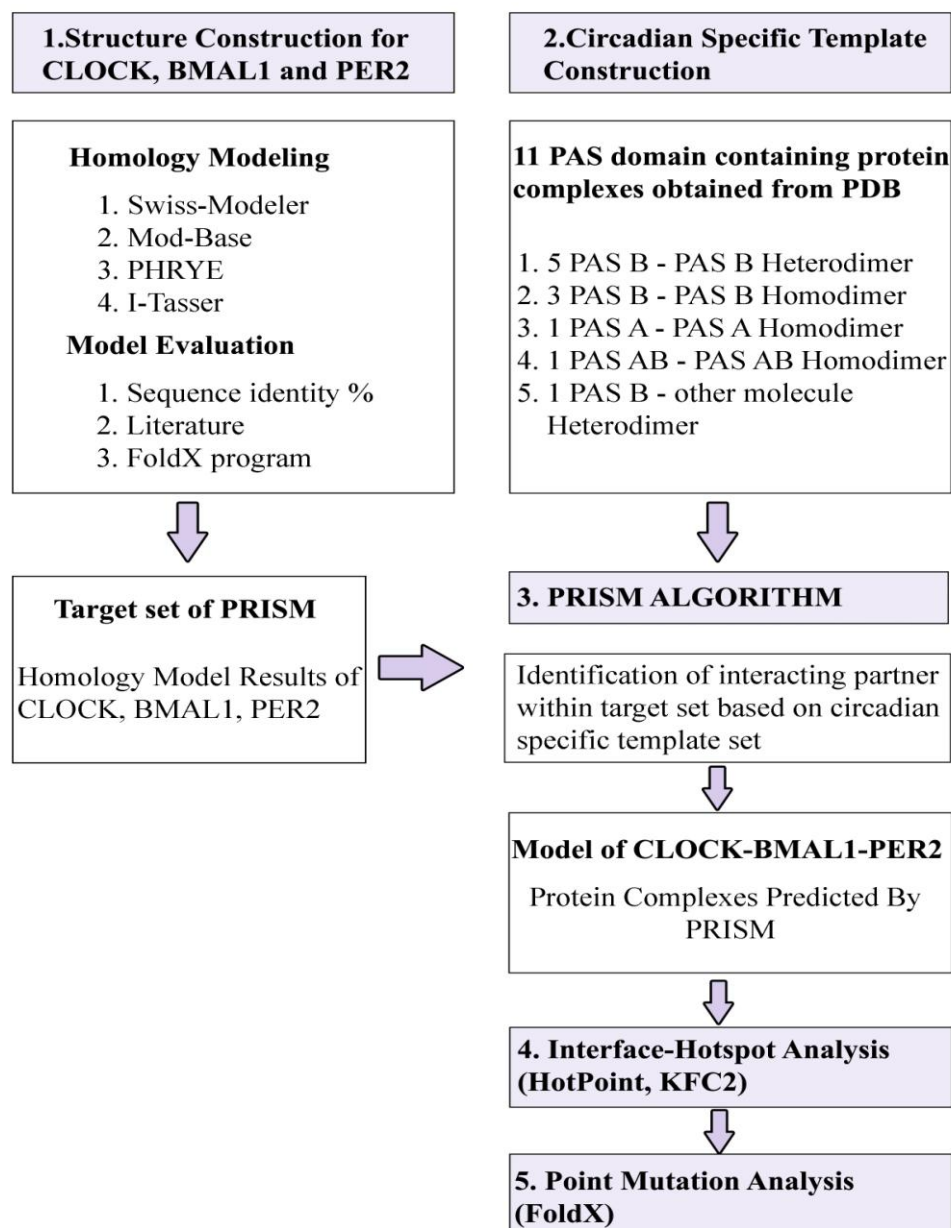 1.Structure Construction for
CLOCK, BMAL1 and PER2
Homology Modeling
1. Swiss-Modeler
2. Mod-Base
3. PHRYE
4. I-Tasser
Model Evaluation
1. Sequence identity %
2. Literature
3. FoldX program
Target set of PRISM
Homology Model Results of
CLOCK, BMAL1, PER2
2.Circadian Specific Template
Construction
11 PAS domain containing protein
complexes obtained from PDB
1. 5 PAS B - PAS B Heterodimer
2. 3 PAS B - PAS B Homodimer
3. 1 PAS A - PAS A Homodimer
4. 1 PAS AB - PAS AB Homodimer
5. 1 PAS B - other molecule
Heterodimer
3. PRISM ALGORITHM
Identification of interacting partner
within target set based on circadian
specific template set
Model of CLOCK-BMAL1-PER2
Protein Complexes Predicted By
PRISM
4. Interface-Hotspot Analysis
(HotPoint, KFC2)
5. Point Mutation Analysis
(FoldX)